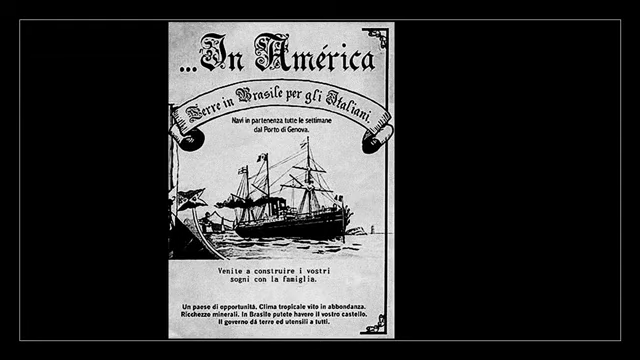 ...In América
Terre in Brasile per gli Italiani.
Navi in partenenza tutte le settimane
dal Porto di Genova.
Venite a construire i vostri
sogni con la famiglia.
Un paese di opportunitá. Clima tropicale vito in abbondanza.
Ricchezze minerali. In Brasile putete havere il vostro castello.
Il governo dá terre ed utensili a tutti.